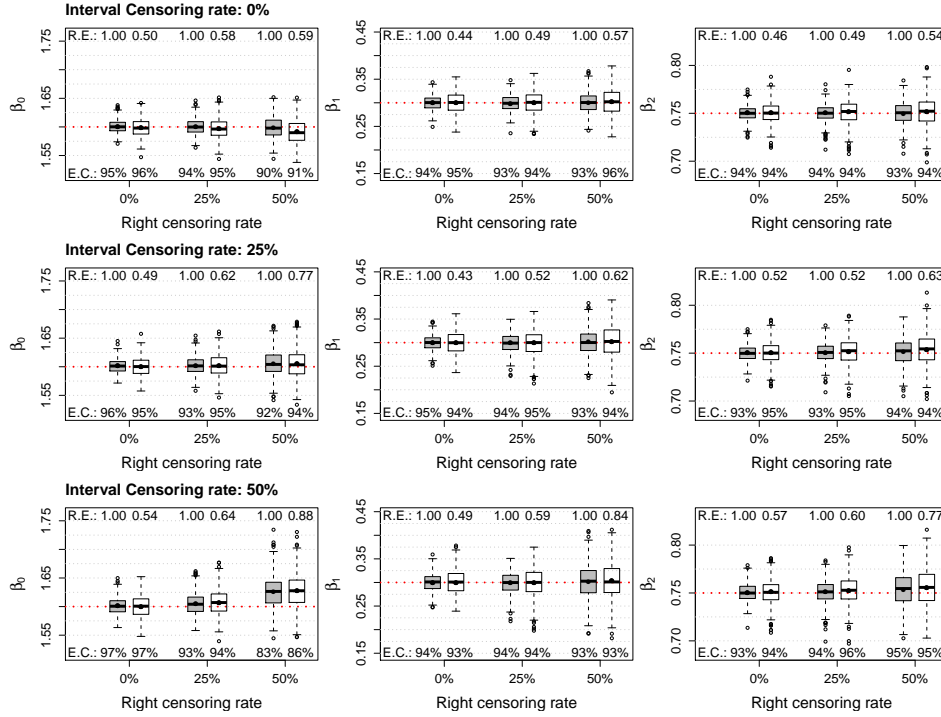 Interval Censoring rate: 0%
R.E.: 1.00 0.50 1.00 0.58 1.00 0.59
β0
1.75
1.65
1.55
E.C.: 95% 96% 94% 95% 90% 91%
0% 25% 50%
Right censoring rate
R.E.: 1.00 0.44 1.00 0.49 1.00 0.57
β1
0.45
0.35
0.25
0.15
E.C.: 94% 95% 93% 94% 93% 96%
0% 25% 50%
Right censoring rate
R.E.: 1.00 0.46 1.00 0.49 1.00 0.54
β2
0.80
0.75
0.70
E.C.: 94% 94% 94% 94% 94% 94%
0% 25% 50%
Right censoring rate
Interval Censoring rate: 25%
R.E.: 1.00 0.49 1.00 0.62 1.00 0.77
β0
1.75
1.65
1.55
E.C.: 96% 95% 93% 95% 92% 94%
0% 25% 50%
Right censoring rate
R.E.: 1.00 0.43 1.00 0.52 1.00 0.62
β1
0.45
0.35
0.25
0.15
E.C.: 95% 94% 94% 95% 93% 94%
0% 25% 50%
Right censoring rate
R.E.: 1.00 0.52 1.00 0.52 1.00 0.63
β2
0.80
0.75
0.70
E.C.: 93% 95% 93% 95% 94% 94%
0% 25% 50%
Right censoring rate
Interval Censoring rate: 50%
R.E.: 1.00 0.54 1.00 0.64 1.00 0.88
β0
1.75
1.65
1.55
E.C.: 97% 97% 93% 94% 83% 86%
0% 25% 50%
Right censoring rate
R.E.: 1.00 0.49 1.00 0.59 1.00 0.84
β1
0.45
0.35
0.25
0.15
E.C.: 94% 93% 94% 94% 93% 93%
0% 25% 50%
Right censoring rate
R.E.: 1.00 0.57 1.00 0.60 1.00 0.77
β2
0.80
0.75
0.70
E.C.: 93% 94% 94% 96% 95% 95%
0% 25% 50%
Right censoring rate